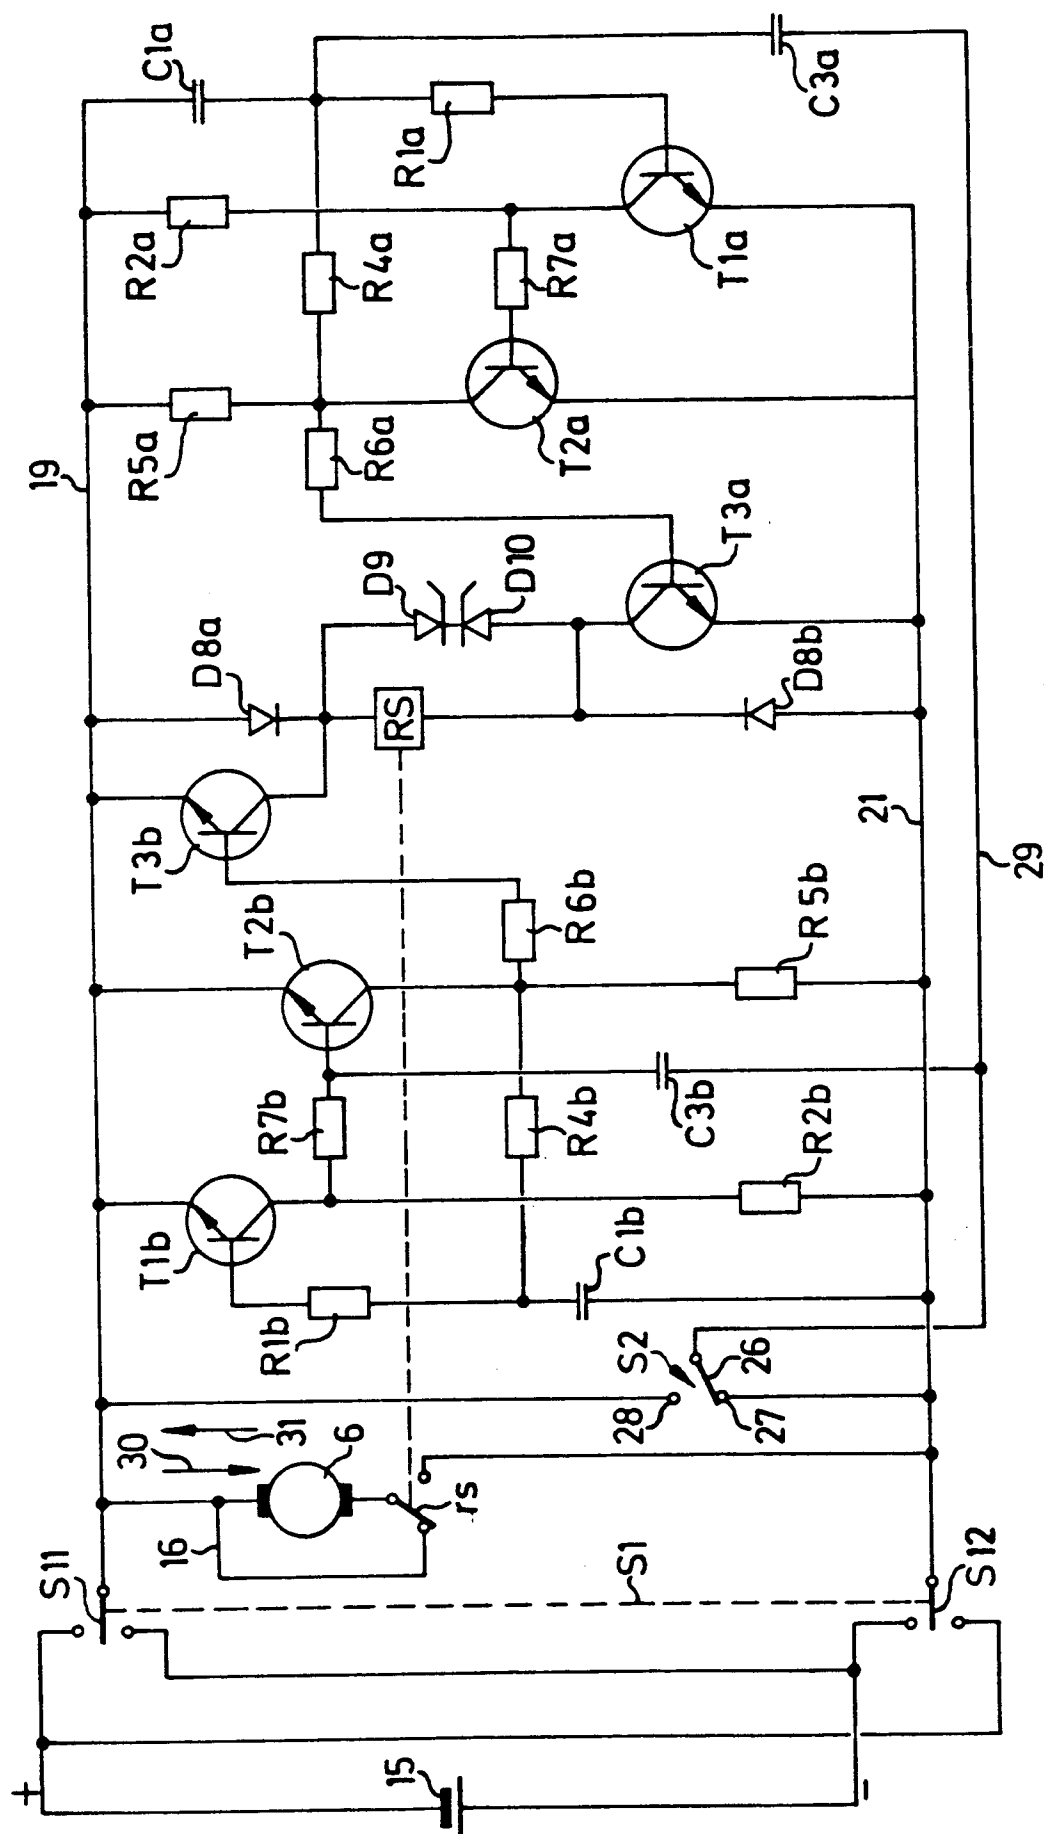 +
15
−
S11
S12
S1
16
30
31
6
rs
28
S2
26
27
R1b
T1b
C1b
R7b
R2b
R4b
C3b
T2b
R6b
R5b
T3b
RS
D8a
D9
D10
D8b
T3a
19
21
29
R5a
R6a
T2a
R2a
R4a
R7a
T1a
R1a
C1a
C3a